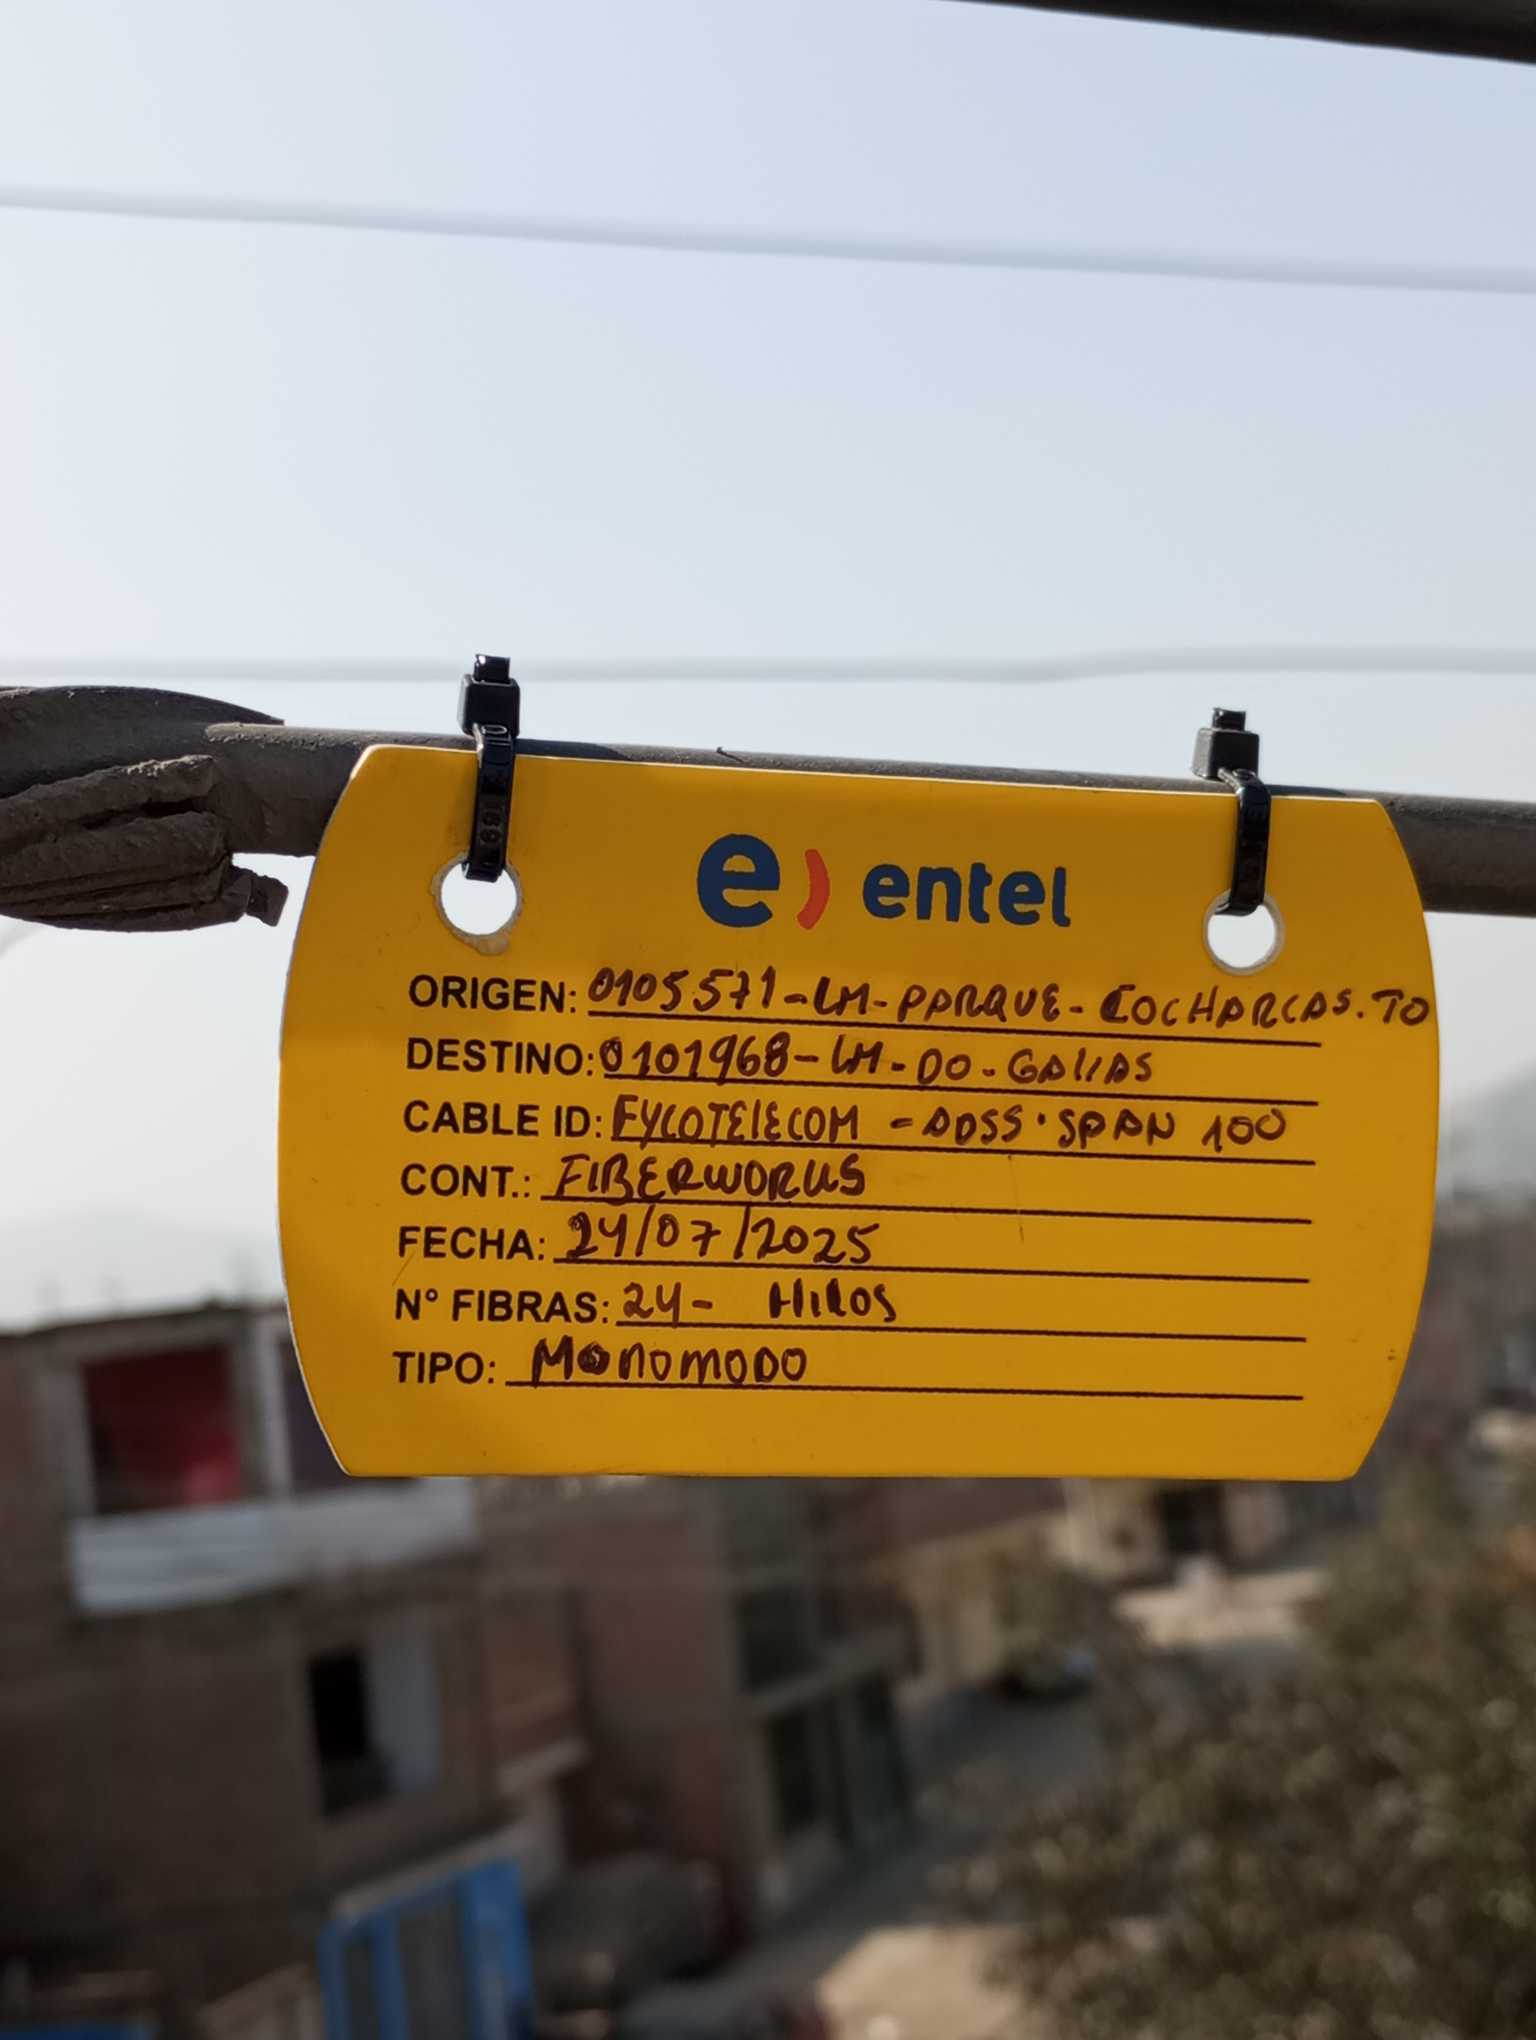 e) entel
ORIGEN: 0105571-LM-PARQUE-COCHARCAS.TO
DESTINO: 0101968-LM-DO-GALLAS
CABLE ID: FYCOTELECOM - ADSS. SPAN 100
CONT.: FIBERWORKS
FECHA: 24/07/2025
N° FIBRAS: 24- HILOS
TIPO: MONOMODO